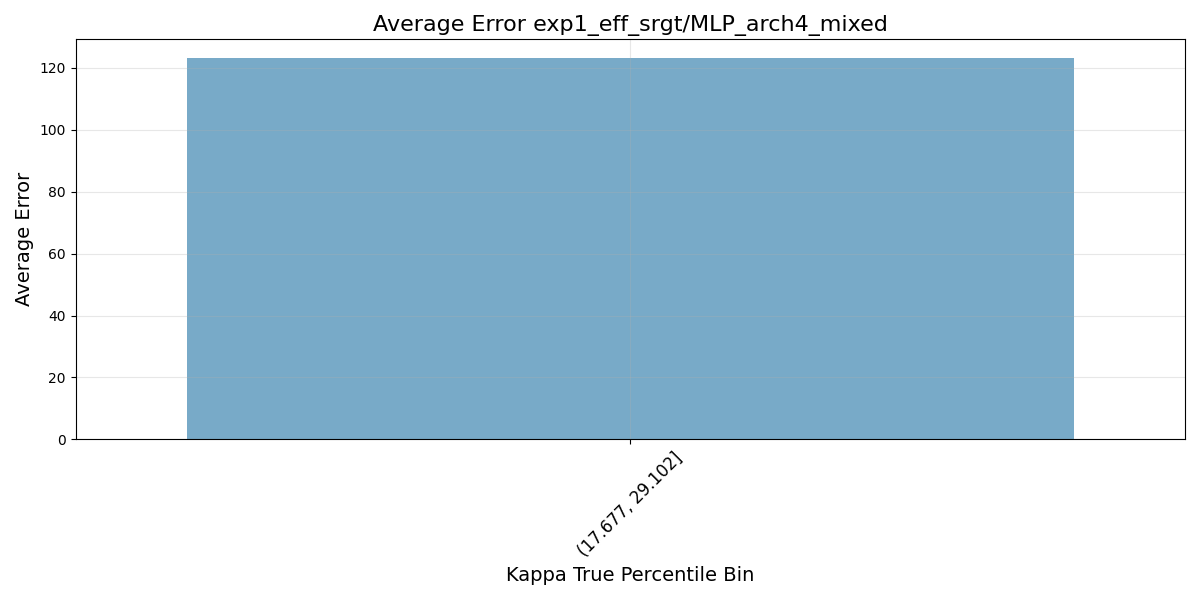 Average Error exp1_eff_srgt/MLP_arch4_mixed
Average Error
120
100
80
60
40
20
0
(17.677, 29.102]
Kappa True Percentile Bin